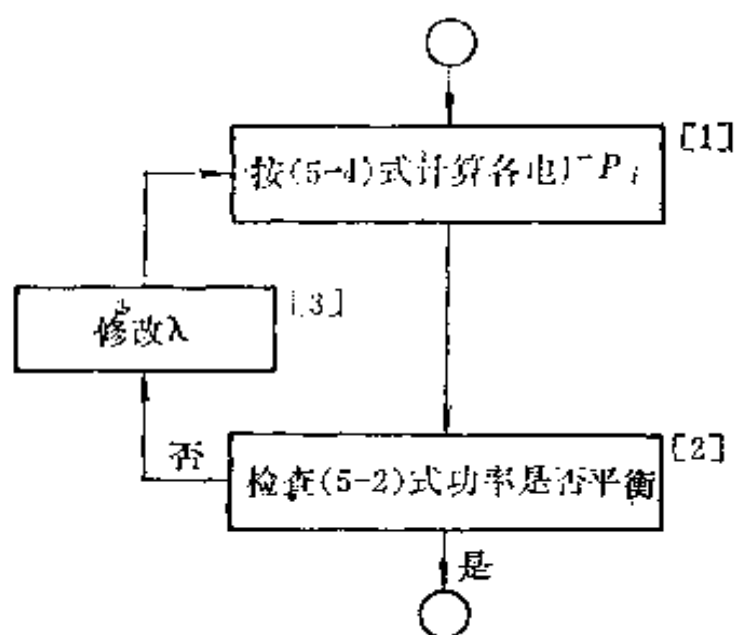 [1]
按(5-4)式计算各电厂P i
[3]
修改λ
否
[2]
检查(5-2)式功率是否平衡
是